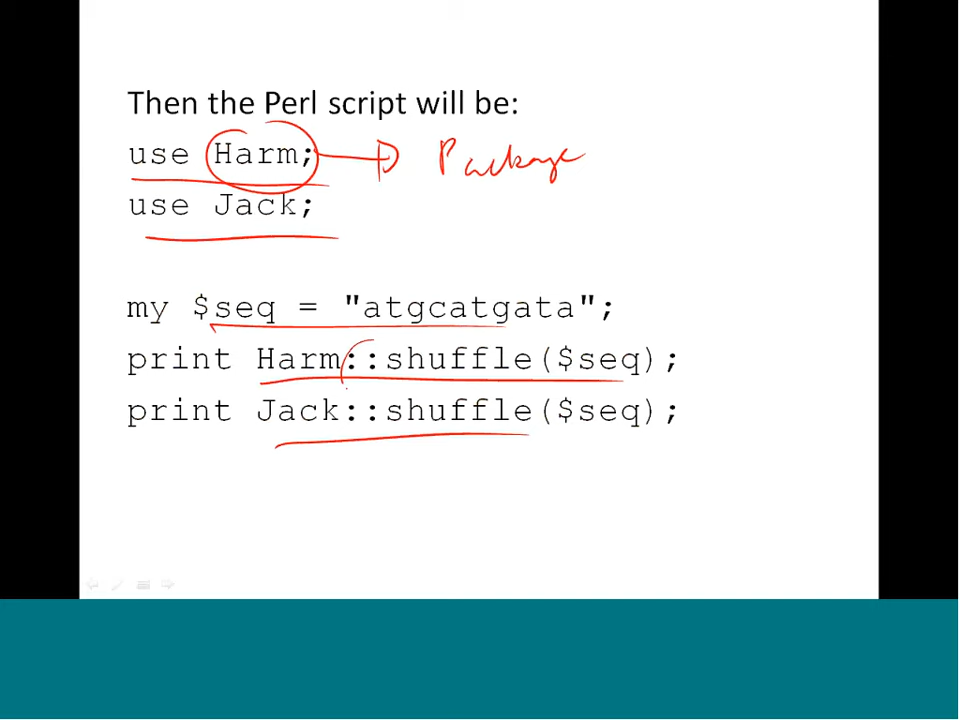 Then the Perl script will be:
use Harm; Package
use Jack;
my $seq = "atgcatgata";
print Harm::shuffle($seq);
print Jack::shuffle($seq);